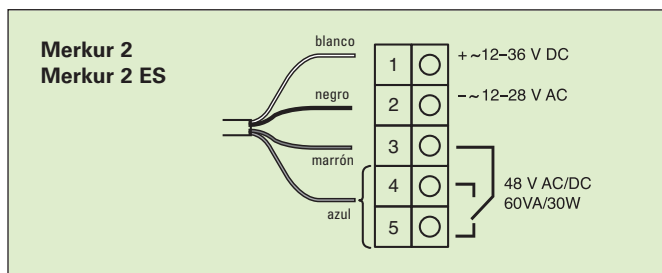 Merkur 2
Merkur 2 ES
blanco
negro
marrón
azul
1
2
3
4
5
+ ~12–36 V DC
–~12–28 V AC
48 V AC/DC
60VA/30W